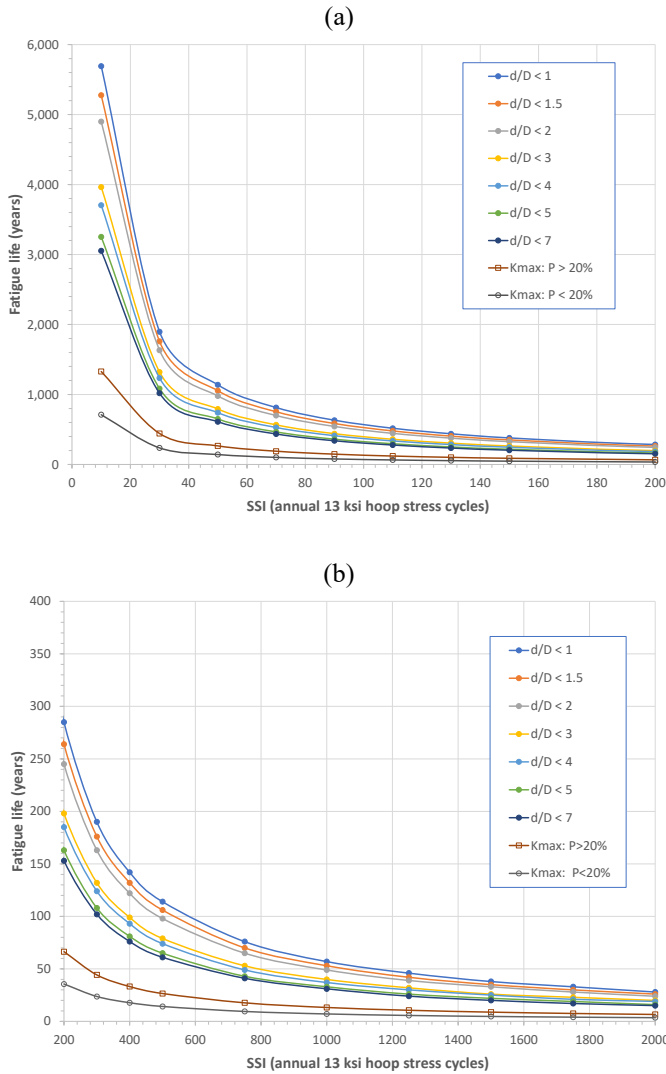 (a)
6,000
5,000
4,000
3,000
2,000
1,000
0
Fatigue life (years)
d/D < 1
d/D < 1.5
d/D < 2
d/D < 3
d/D < 4
d/D < 5
d/D < 7
Kmax: P > 20%
Kmax: P < 20%
0 20 40 60 80 100 120 140 160 180 200
SSI (annual 13 ksi hoop stress cycles)
(b)
400
350
300
250
200
150
100
50
0
Fatigue life (years)
d/D < 1
d/D < 1.5
d/D < 2
d/D < 3
d/D < 4
d/D < 5
d/D < 7
Kmax: P>20%
Kmax: P<20%
200 400 600 800 1000 1200 1400 1600 1800 2000
SSI (annual 13 ksi hoop stress cycles)